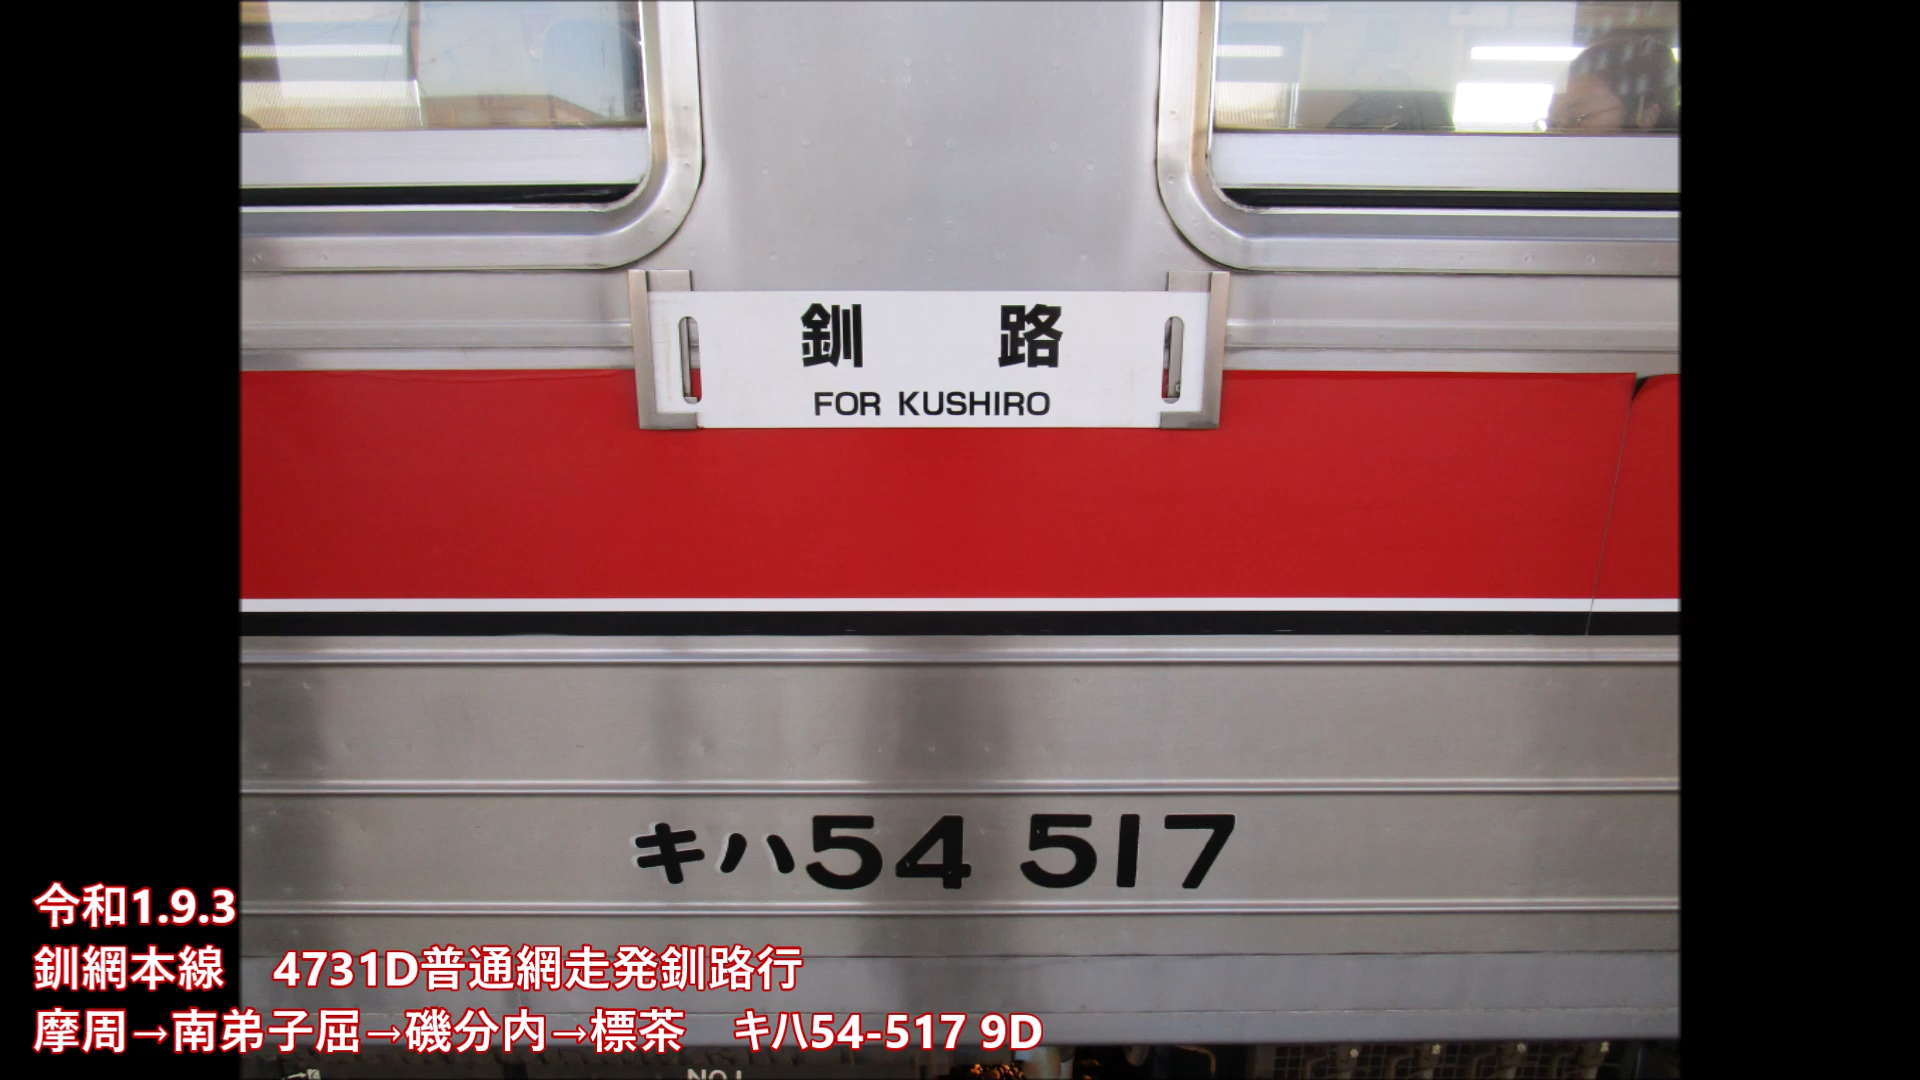 釧 路
FOR KUSHIRO
キハ54 517
令和1.9.3
釧網本線 4731D普通網走発釧路行
摩周→南弟子屈→磯分内→標茶 キハ54-517 9D